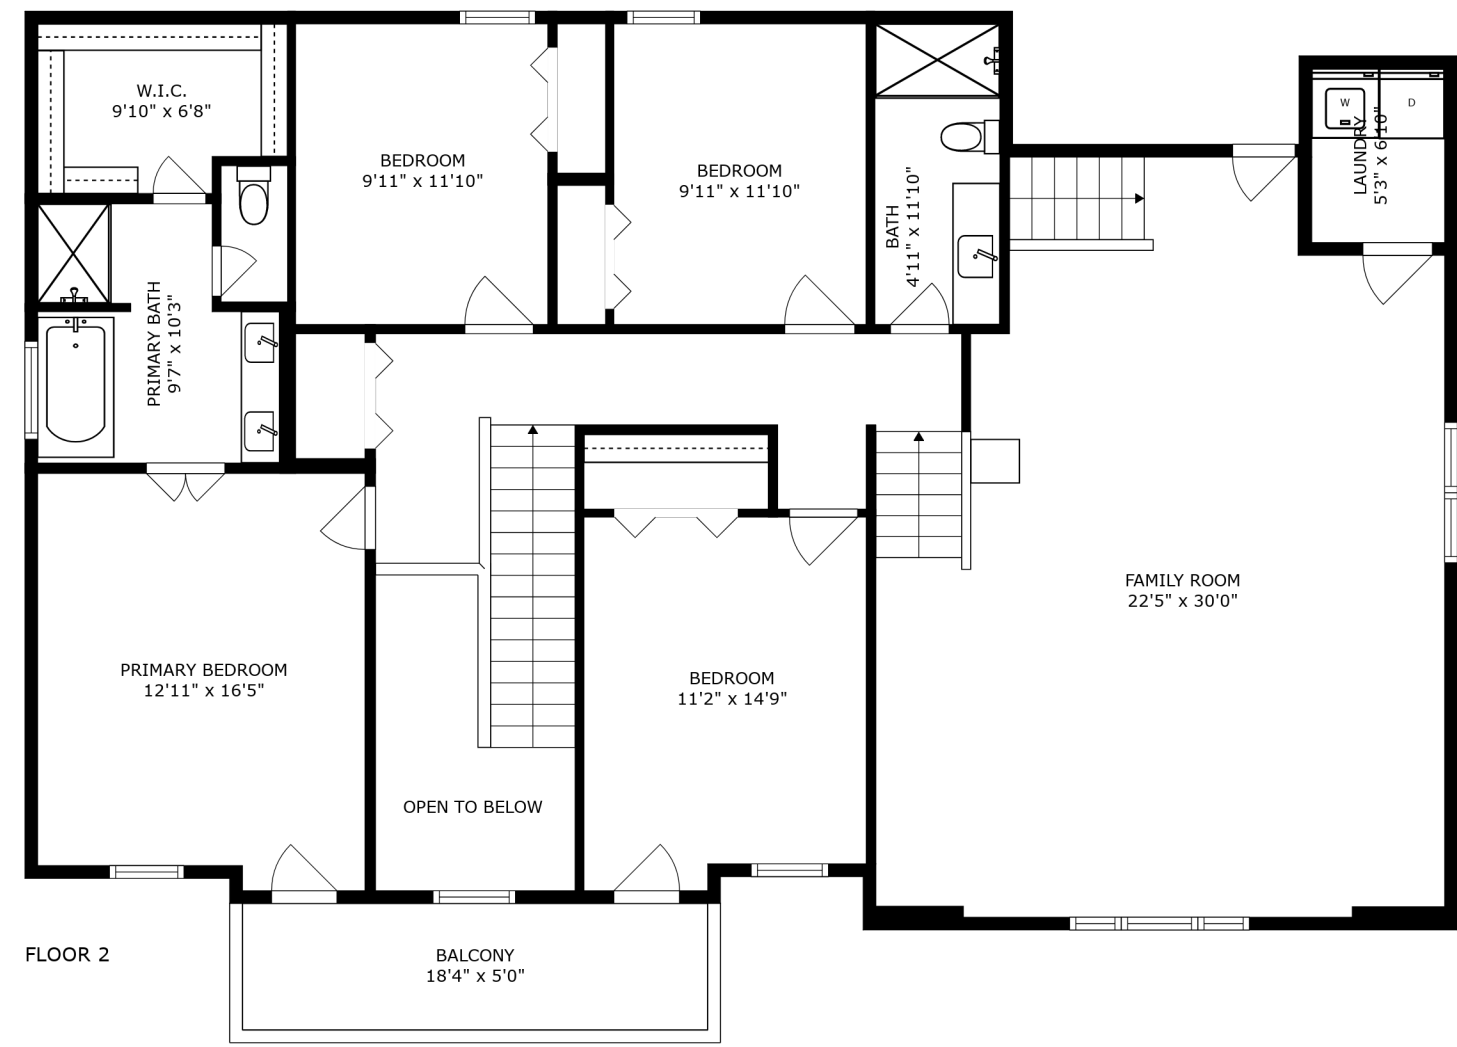 W.I.C.
9'10" x 6'8"
BEDROOM
9'11" x 11'10"
BEDROOM
9'11" x 11'10"
BATH
4'11" x 11'10"
W
D
LAUNDRY
5'3" x 6'10"
PRIMARY BATH
9'7" x 10'3"
FAMILY ROOM
22'5" x 30'0"
PRIMARY BEDROOM
12'11" x 16'5"
BEDROOM
11'2" x 14'9"
OPEN TO BELOW
BALCONY
18'4" x 5'0"
FLOOR 2